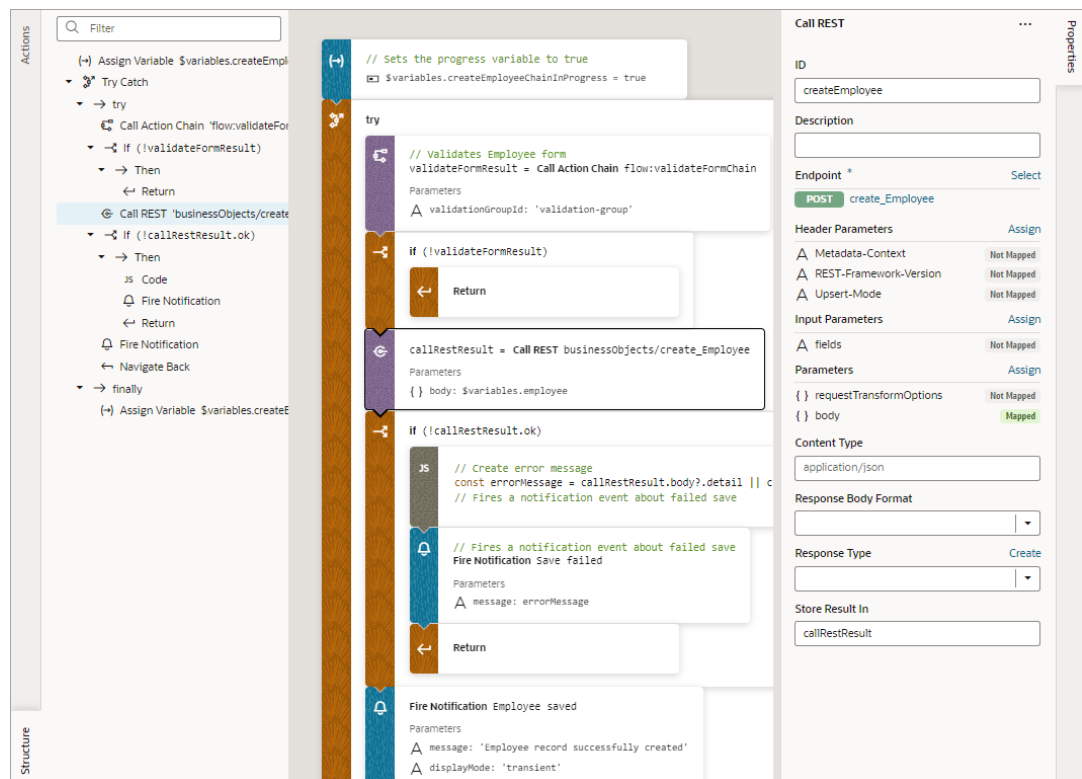 Actions
Structure
Filter
(→) Assign Variable $variables.createEmpl
Try Catch
try
Call Action Chain 'flow:validateFor
If (!validateFormResult)
Then
Return
Call REST 'businessObjects/create
If (!callRestResult.ok)
Then
JS Code
Fire Notification
Return
Fire Notification
Navigate Back
finally
(→) Assign Variable $variables.createE
// Sets the progress variable to true
$variables.createEmployeeChainInProgress = true
try
// Validates Employee form
validateFormResult = Call Action Chain flow:validateFormChain
Parameters
A validationGroupId: 'validation-group'
if (!validateFormResult)
Return
callRestResult = Call REST businessObjects/create_Employee
Parameters
{ } body: $variables.employee
if (!callRestResult.ok)
JS
// Create error message
const errorMessage = callRestResult.body?.detail || c
// Fires a notification event about failed save
// Fires a notification event about failed save
Fire Notification Save failed
Parameters
A message: errorMessage
Return
Fire Notification Employee saved
Parameters
A message: 'Employee record successfully created'
A displayMode: 'transient'
Call REST ...
ID
createEmployee
Description
Endpoint * Select
POST create_Employee
Header Parameters Assign
A Metadata-Context Not Mapped
A REST-Framework-Version Not Mapped
A Upsert-Mode Not Mapped
Input Parameters Assign
A fields Not Mapped
Parameters Assign
{ } requestTransformOptions Not Mapped
{ } body Mapped
Content Type
application/json
Response Body Format
Response Type Create
Store Result In
callRestResult
Properties